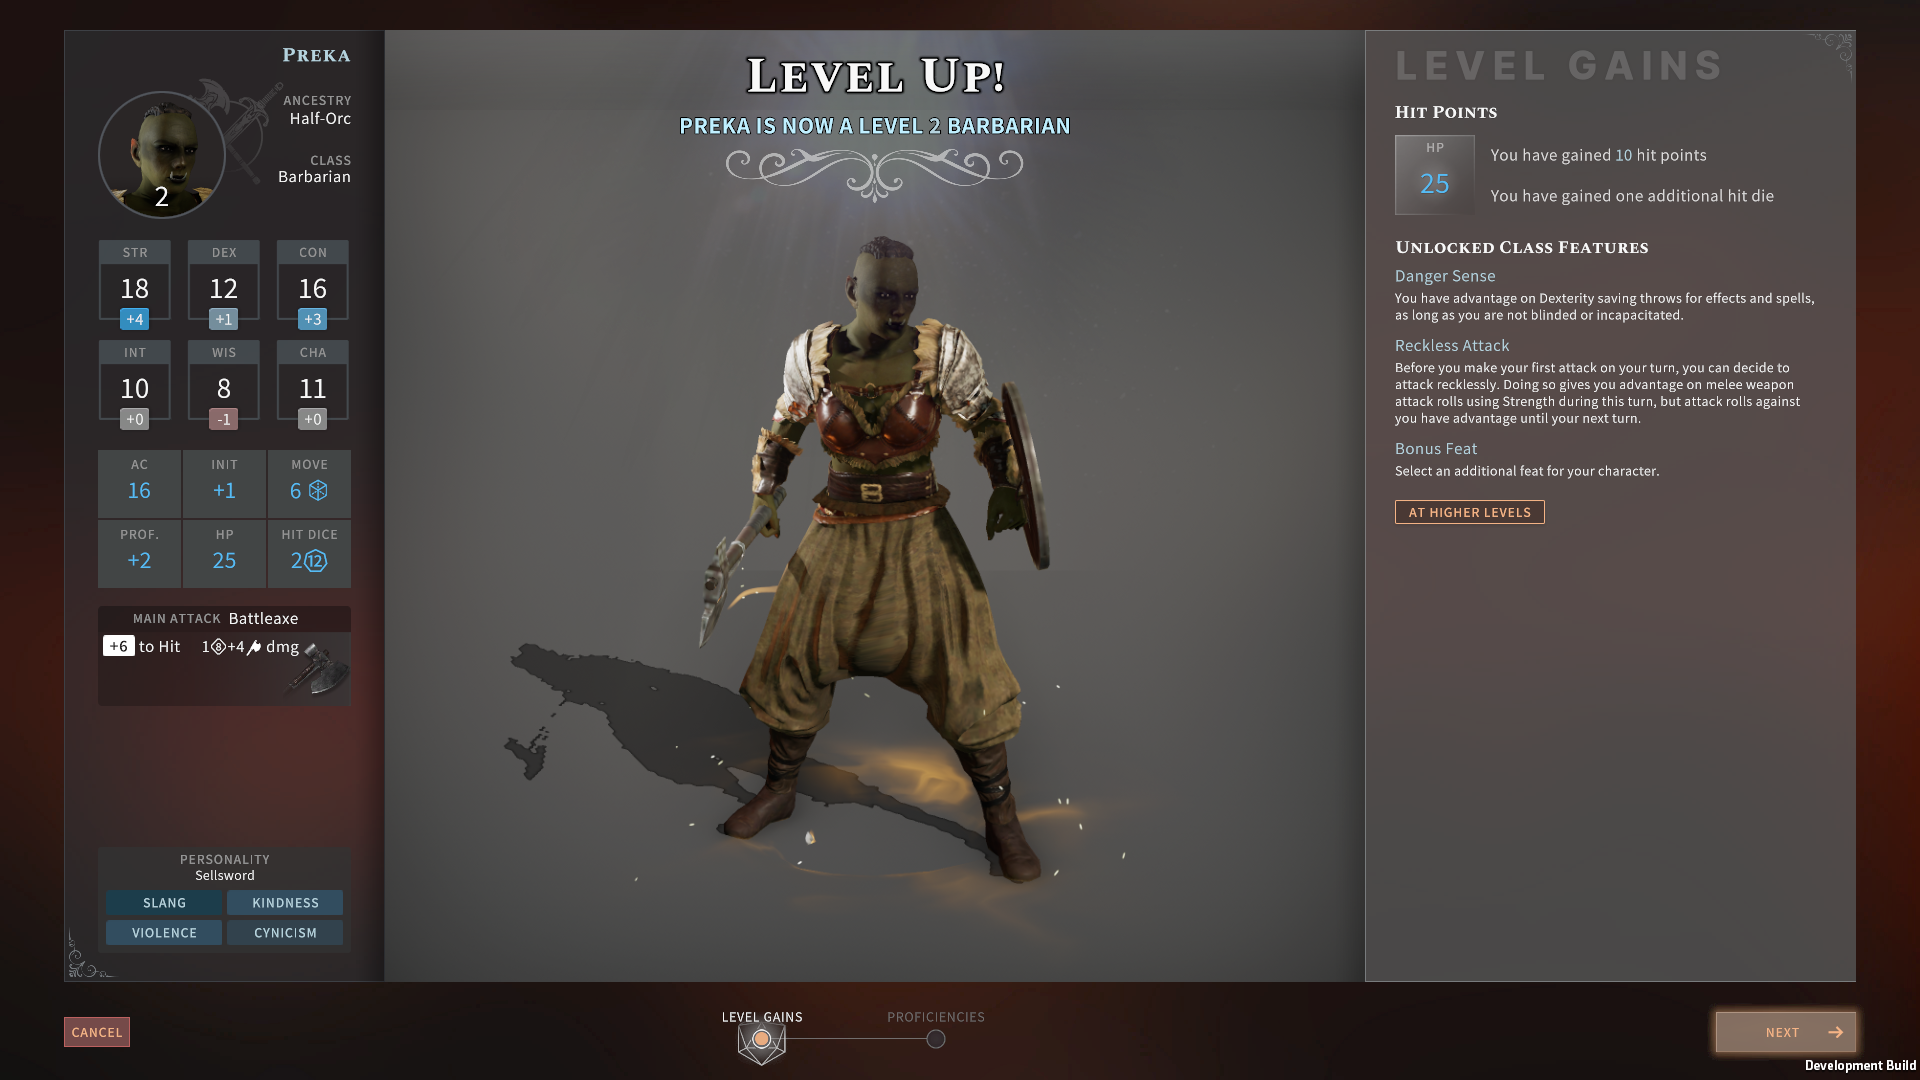 PREKA
ANCESTRY
Half-Orc
CLASS
Barbarian
2
STR
DEX
CON
18
12
16
+4
+1
+3
INT
WIS
CHA
10
8
11
+0
-1
+0
AC
INIT
MOVE
16
+1
6
PROF.
HP
HIT DICE
+2
25
2 12
MAIN ATTACK Battleaxe
+6 to Hit 1 8 +4 dmg
PERSONALITY
Sellsword
SLANG
KINDNESS
VIOLENCE
CYNICISM
LEVEL UP!
PREKA IS NOW A LEVEL 2 BARBARIAN
LEVEL GAINS
HIT POINTS
HP
25
You have gained 10 hit points
You have gained one additional hit die
UNLOCKED CLASS FEATURES
Danger Sense
You have advantage on Dexterity saving throws for effects and spells,
as long as you are not blinded or incapacitated.
Reckless Attack
Before you make your first attack on your turn, you can decide to
attack recklessly. Doing so gives you advantage on melee weapon
attack rolls using Strength during this turn, but attack rolls against
you have advantage until your next turn.
Bonus Feat
Select an additional feat for your character.
AT HIGHER LEVELS
CANCEL
LEVEL GAINS
PROFICIENCIES
NEXT
Development Build